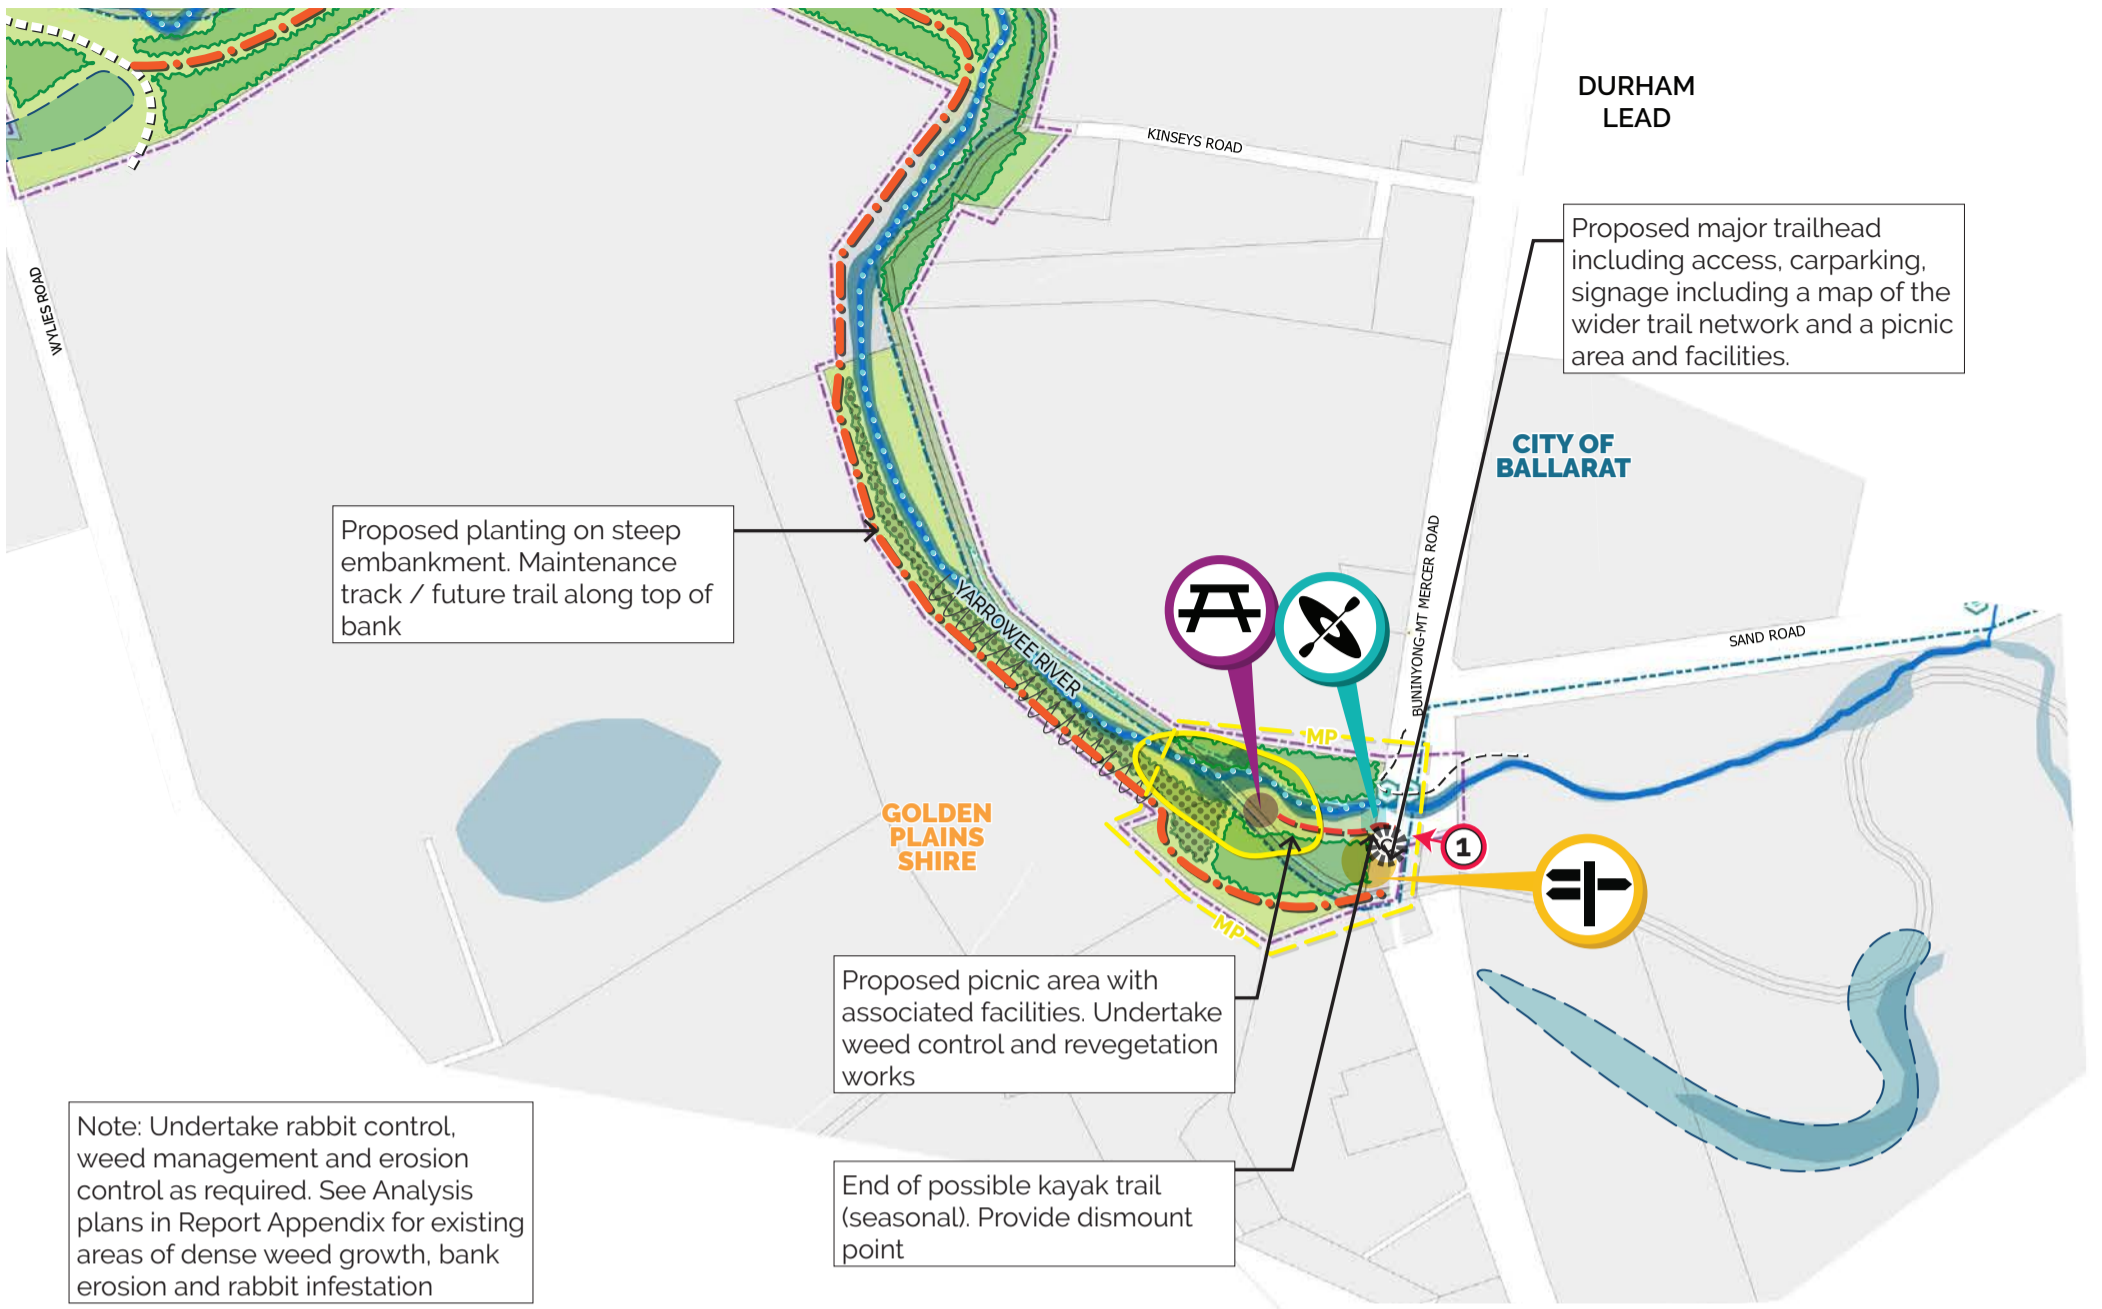 DURHAM
LEAD
KINSEYS ROAD
WYLIES ROAD
Proposed major trailhead
including access, carparking,
signage including a map of the
wider trail network and a picnic
area and facilities.
CITY OF
BALLARAT
Proposed planting on steep
embankment. Maintenance
track / future trail along top of
bank
YARROWEE RIVER
BUNINYONG-MT MERCER ROAD
SAND ROAD
MP
GOLDEN
PLAINS
SHIRE
1
MP
Proposed picnic area with
associated facilities. Undertake
weed control and revegetation
works
Note: Undertake rabbit control,
weed management and erosion
control as required. See Analysis
plans in Report Appendix for existing
areas of dense weed growth, bank
erosion and rabbit infestation
End of possible kayak trail
(seasonal). Provide dismount
point